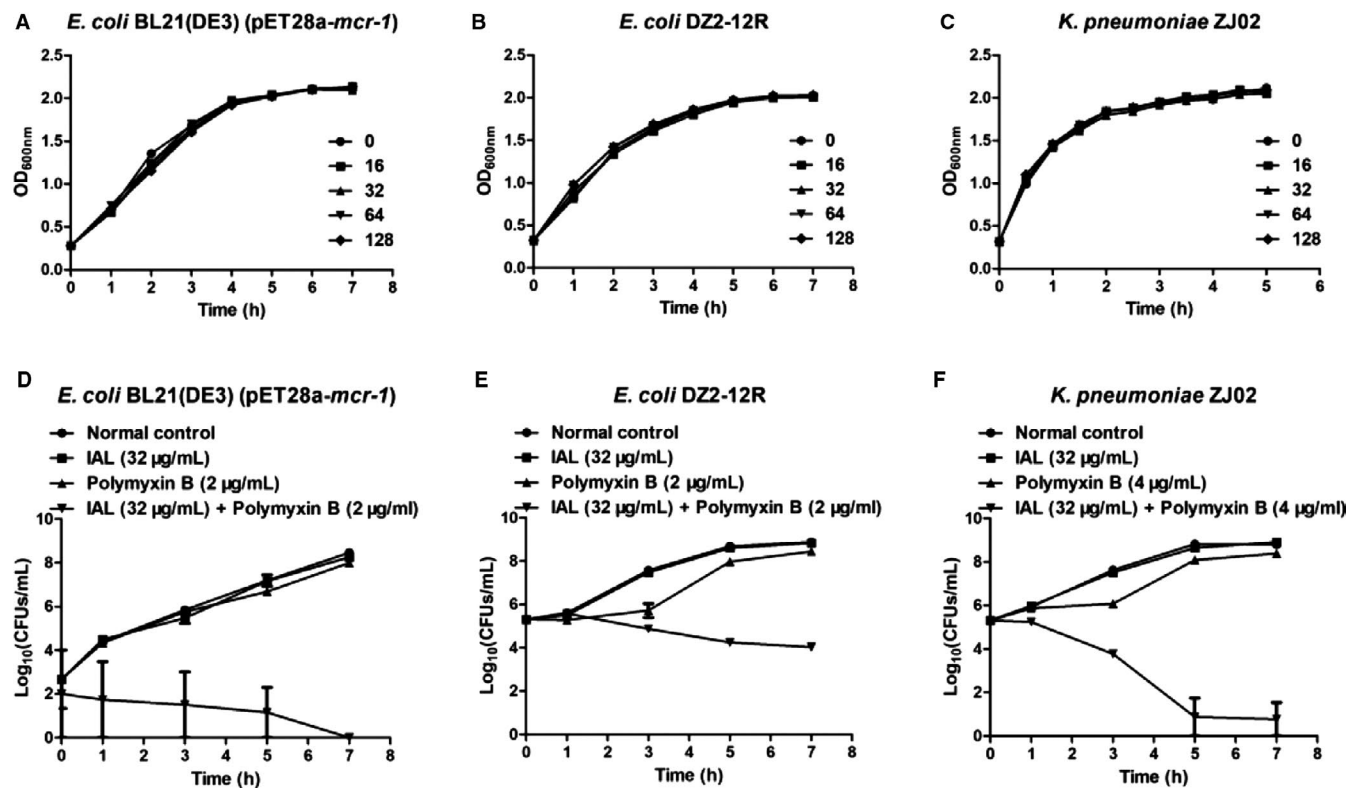 A
E. coli BL21(DE3) (pET28a-mcr-1)
OD600nm
2.5
2.0
1.5
1.0
0.5
0.0
0
16
32
64
128
0 1 2 3 4 5 6 7 8
Time (h)
B
E. coli DZ2-12R
OD600nm
2.5
2.0
1.5
1.0
0.5
0.0
0
16
32
64
128
0 1 2 3 4 5 6 7 8
Time (h)
C
K. pneumoniae ZJ02
OD600nm
2.5
2.0
1.5
1.0
0.5
0.0
0
16
32
64
128
0 1 2 3 4 5 6
Time (h)
D
E. coli BL21(DE3) (pET28a-mcr-1)
Normal control
IAL (32 µg/mL)
Polymyxin B (2 µg/mL)
IAL (32 µg/mL) + Polymyxin B (2 µg/ml)
Log10(CFUs/mL)
10
8
6
4
2
0
0 1 2 3 4 5 6 7 8
Time (h)
E
E. coli DZ2-12R
Normal control
IAL (32 µg/mL)
Polymyxin B (2 µg/mL)
IAL (32 µg/mL) + Polymyxin B (2 µg/ml)
Log10(CFUs/mL)
10
8
6
4
2
0
0 1 2 3 4 5 6 7 8
Time (h)
F
K. pneumoniae ZJ02
Normal control
IAL (32 µg/mL)
Polymyxin B (4 µg/mL)
IAL (32 µg/mL) + Polymyxin B (4 µg/ml)
Log10(CFUs/mL)
10
8
6
4
2
0
0 1 2 3 4 5 6 7 8
Time (h)